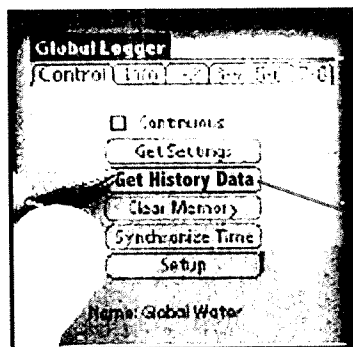 Global Logger
Control
Continuous
Get Settings
Get History Data
Clear Memory
Synchronize Time
Setup
Name: Global Water